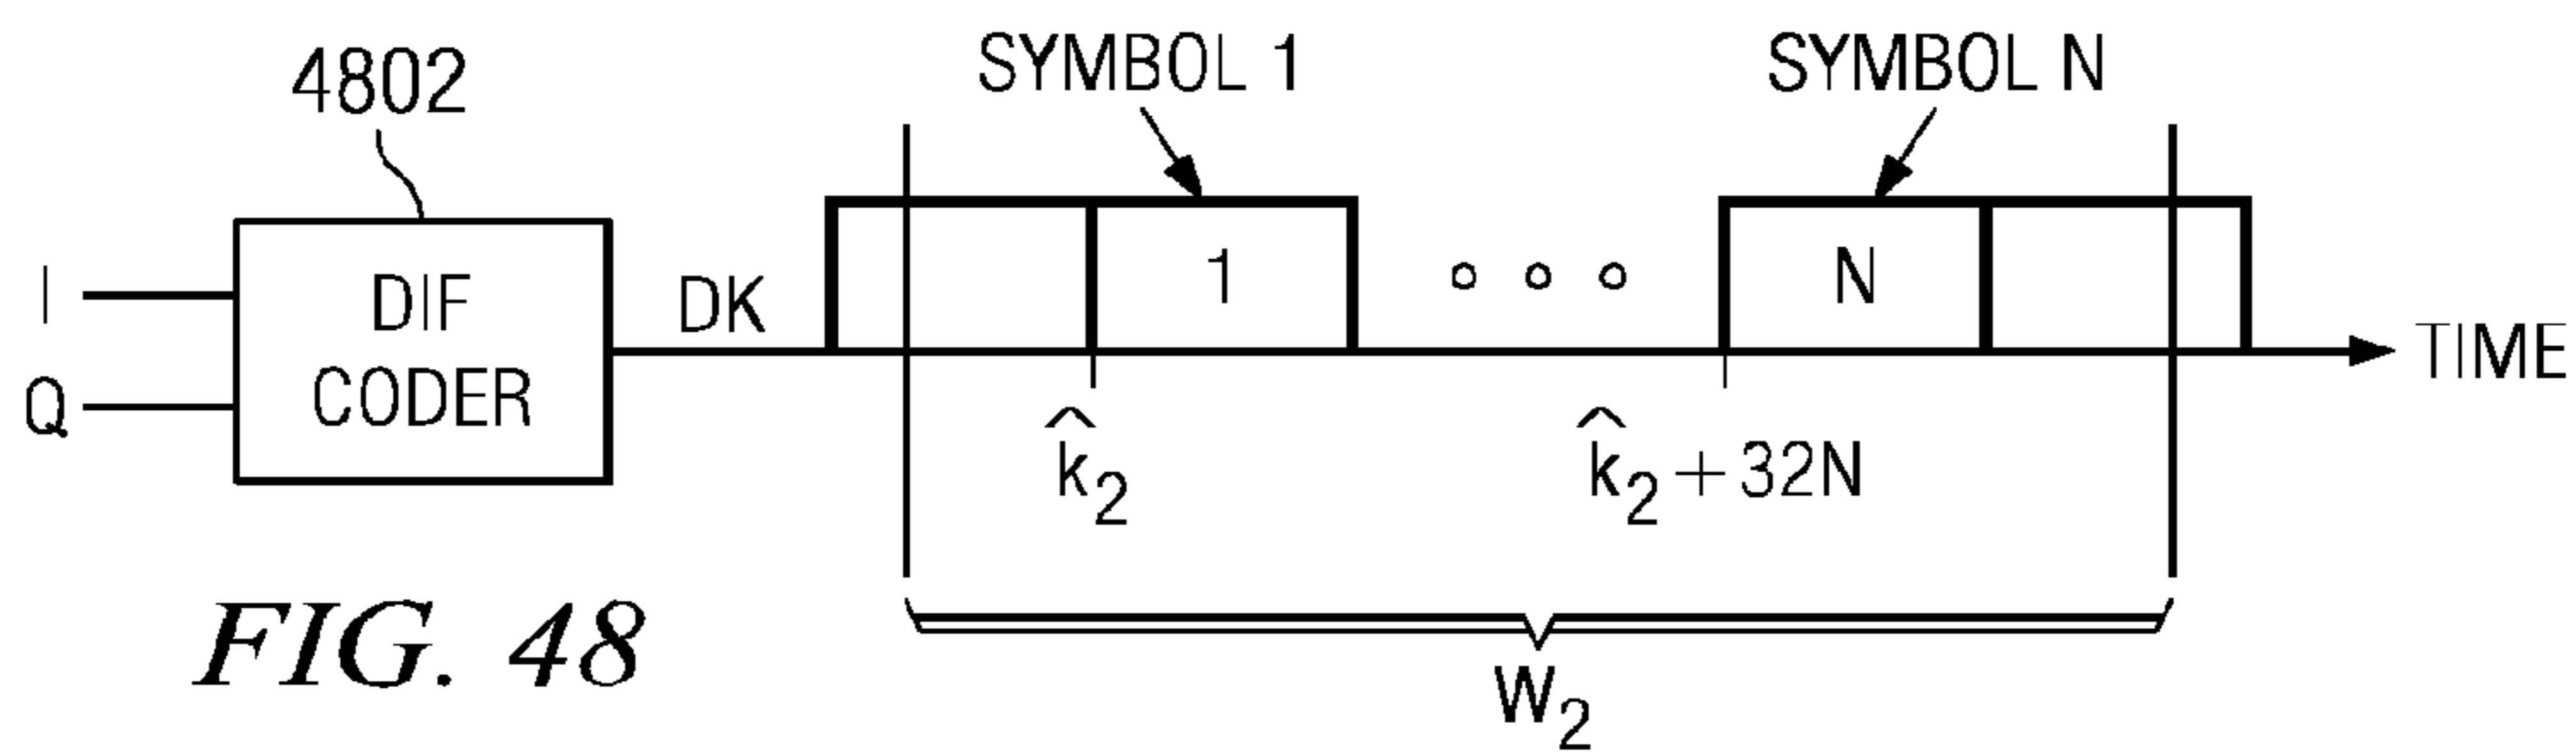 4802
SYMBOL 1
SYMBOL N
I
Q
DIF
CODER
DK
1
N
TIME
k̂₂
k̂₂ + 32N
W₂
FIG. 48